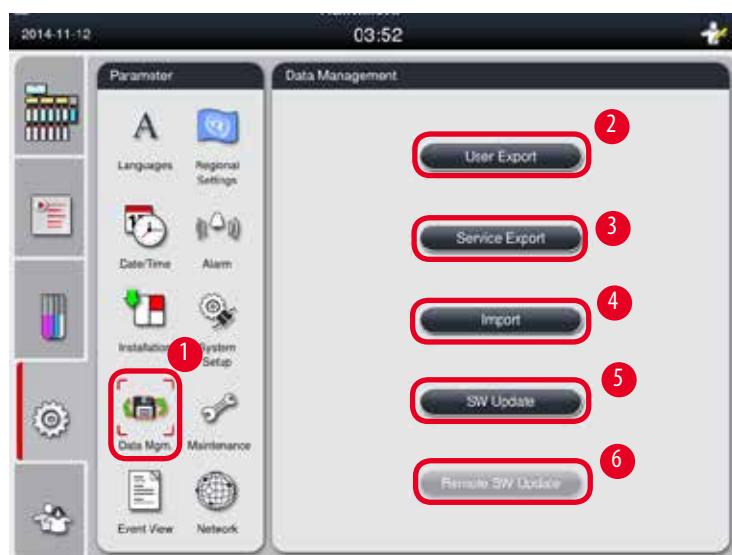 2014-11-12
03:52
Parameter
Data Management
Languages
Regional Settings
Date/Time
Alarm
Installation
System Setup
Data Mgm.
Maintenance
Event View
Network
User Export
Service Export
Import
SW Update
Remote SW Update
1
2
3
4
5
6